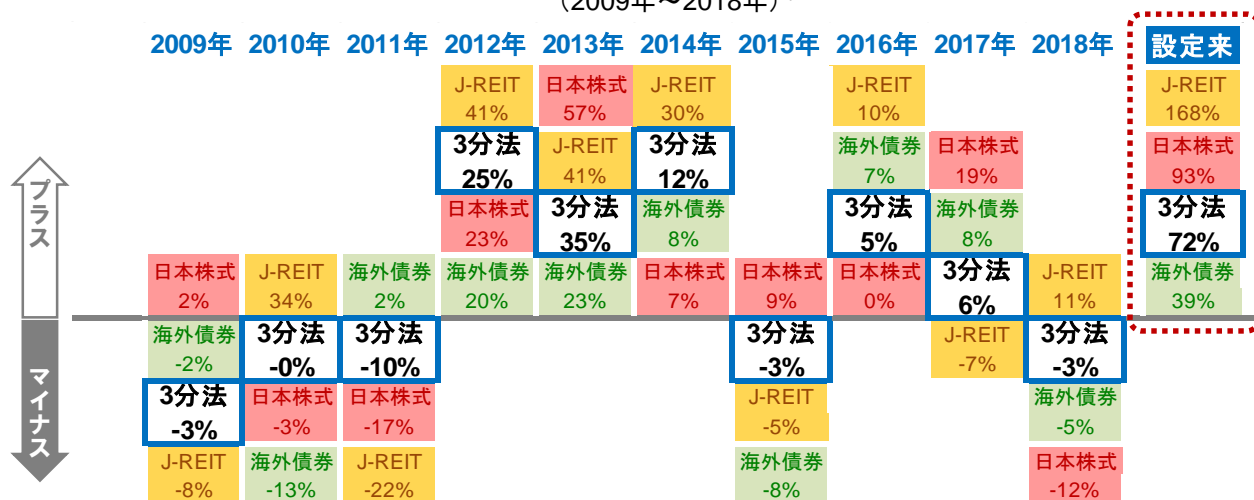 (2009年~2018年)
2009年 2010年 2011年 2012年 2013年 2014年 2015年 2016年 2017年 2018年 設定来
J-REIT 日本株式 J-REIT J-REIT J-REIT
41% 57% 30% 10% 168%
3分法 J-REIT 3分法 海外債券 日本株式 日本株式
25% 41% 12% 7% 19% 93%
日本株式 3分法 海外債券 3分法 海外債券 3分法
23% 35% 8% 5% 8% 72%
日本株式 J-REIT 海外債券 海外債券 海外債券 日本株式 日本株式 日本株式 3分法 J-REIT 海外債券
2% 34% 2% 20% 23% 7% 9% 0% 6% 11% 39%
海外債券 3分法 3分法 3分法 J-REIT 3分法
-2% -0% -10% -3% -7% -3%
3分法 日本株式 日本株式 J-REIT 海外債券
-3% -3% -17% -5% -5%
J-REIT 海外債券 J-REIT 海外債券 日本株式
-8% -13% -22% -8% -12%
プラス
マイナス